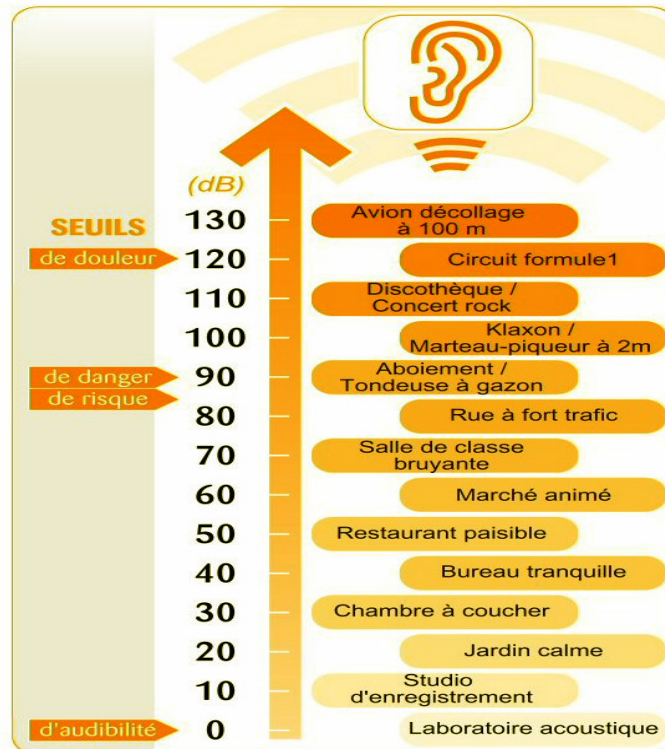 (dB)
SEUILS
130
Avion décollage
à 100 m
de douleur
120
Circuit formule1
110
Discothèque /
Concert rock
100
Klaxon /
Marteau-piqueur à 2m
de danger
90
Aboiement /
Tondeuse à gazon
de risque
80
Rue à fort trafic
70
Salle de classe
bruyante
60
Marché animé
50
Restaurant paisible
40
Bureau tranquille
30
Chambre à coucher
20
Jardin calme
10
Studio
d'enregistrement
d'audibilité
0
Laboratoire acoustique